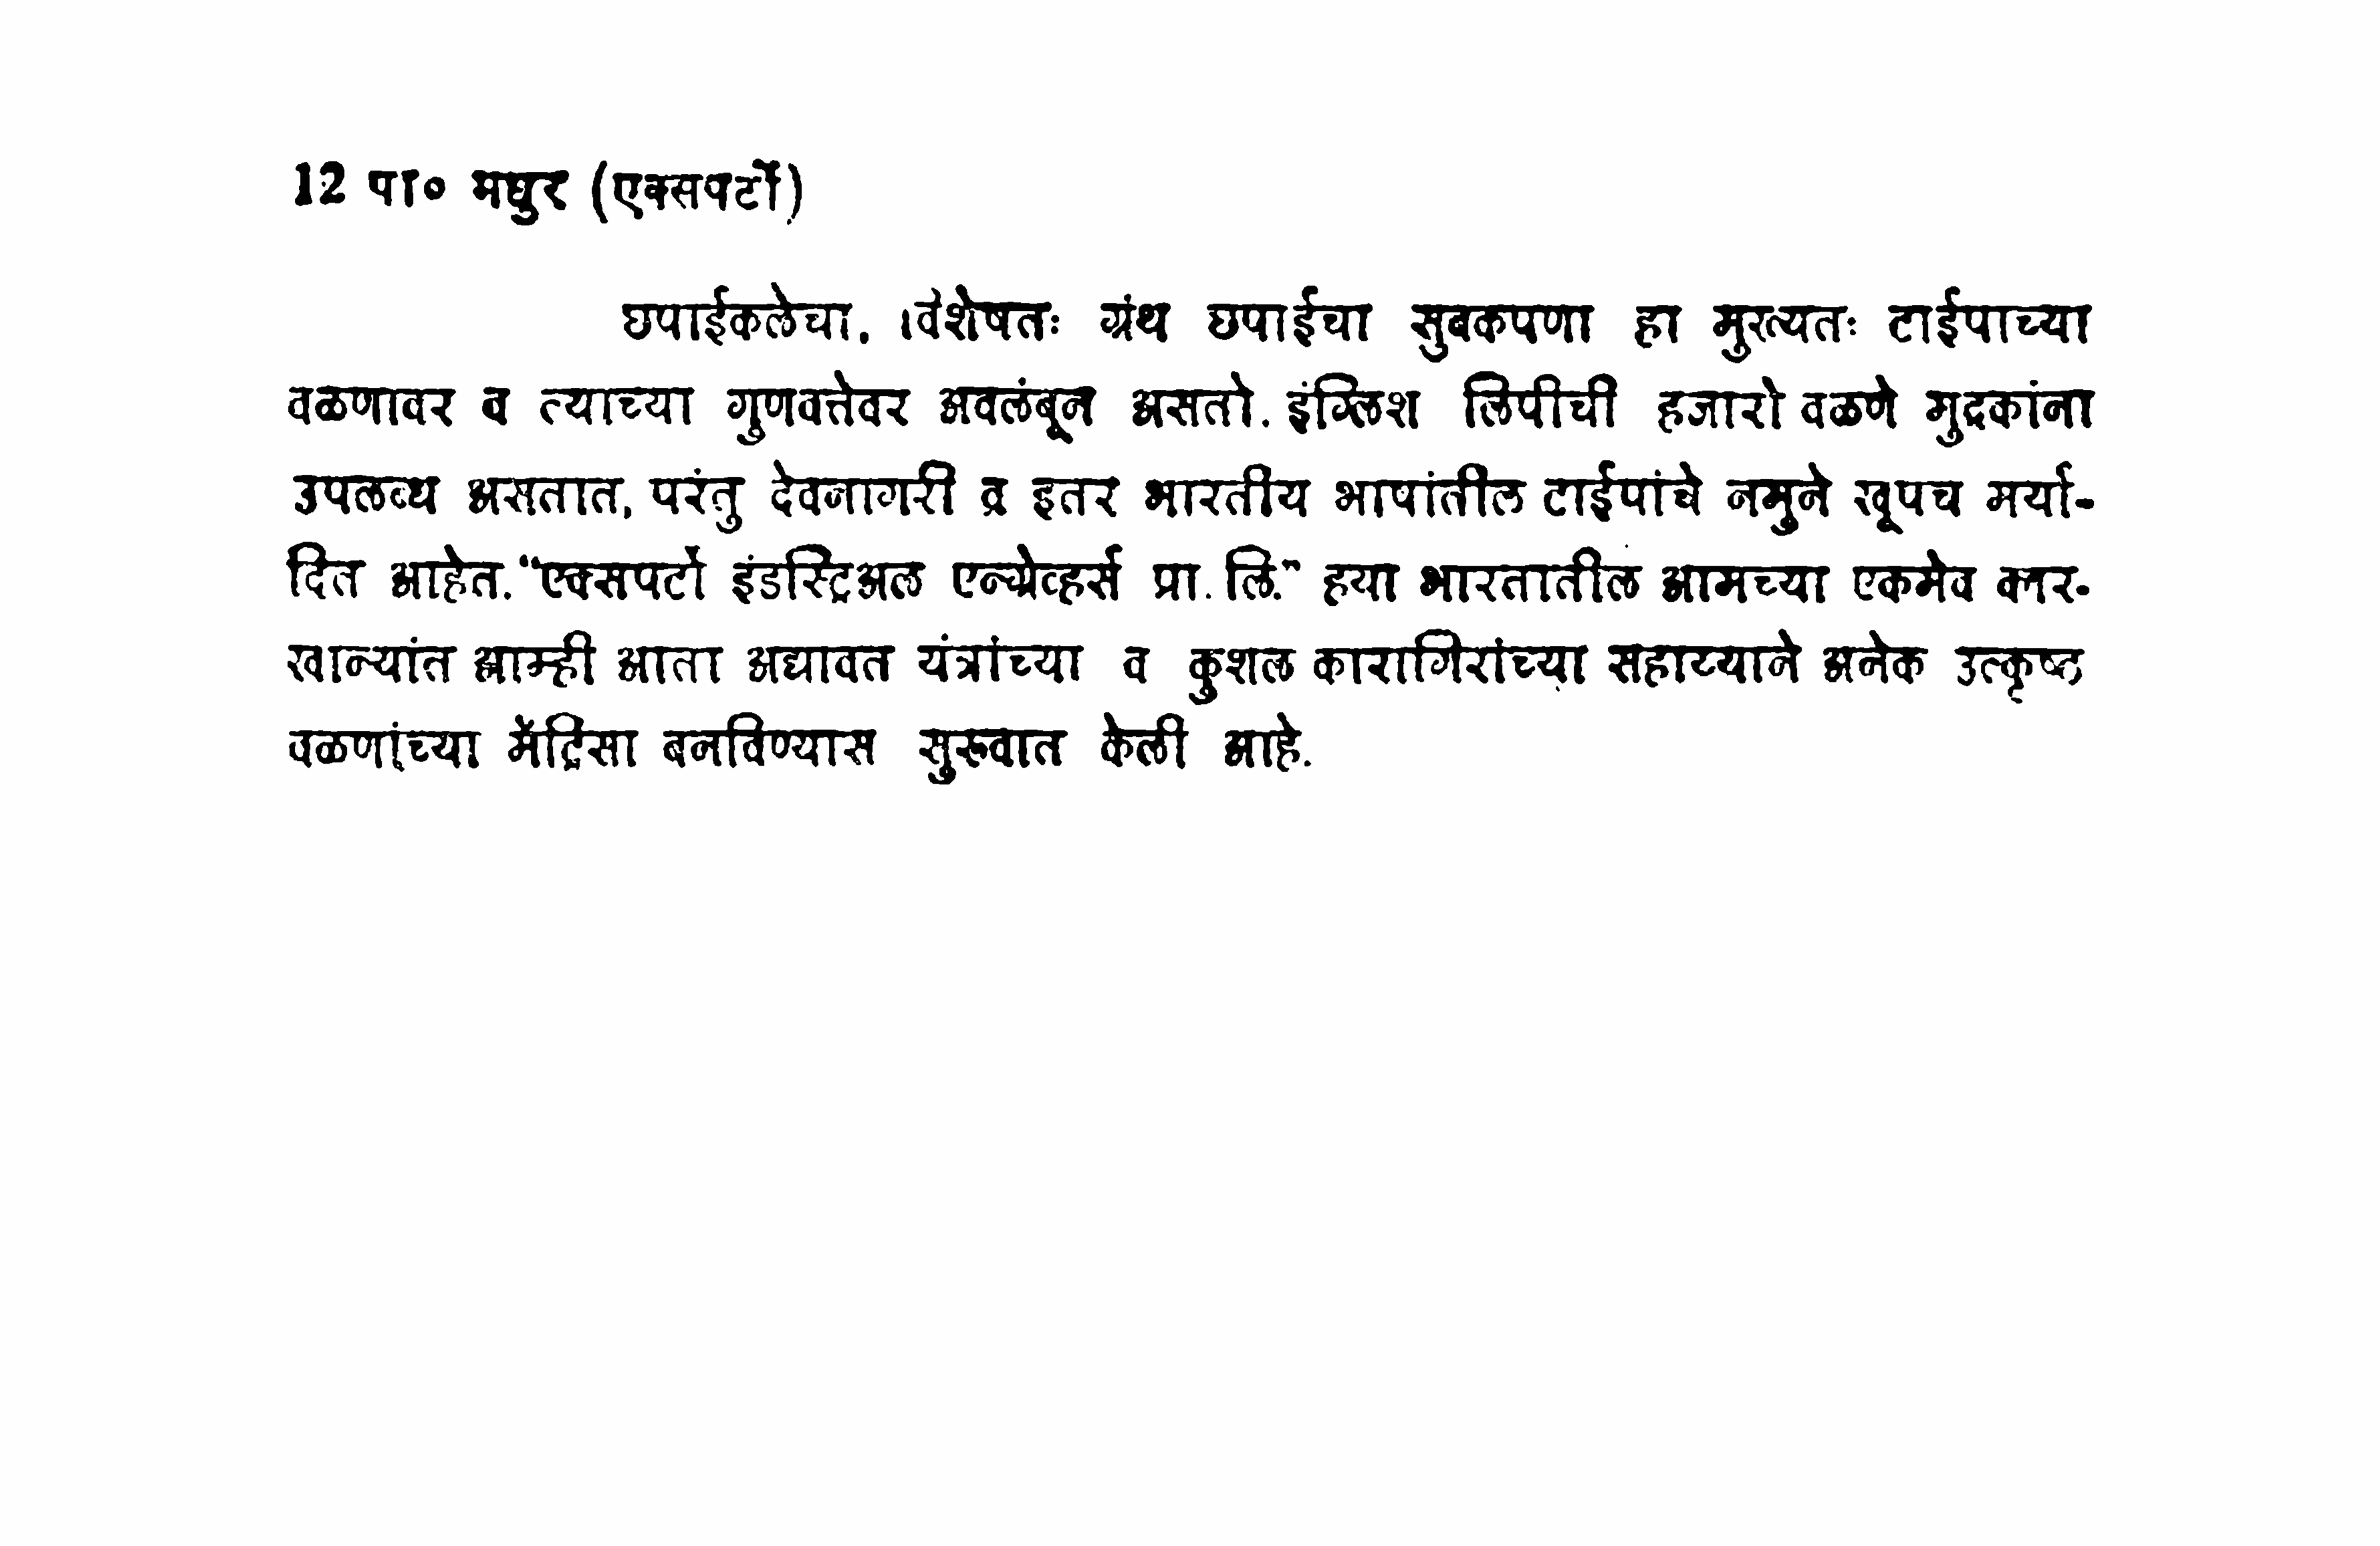 12 पा० मधुर (एक्सपर्टो)
छपाईकलेचा, विशेषतः ग्रंथ छपाईचा सुबकपणा हा मुख्यतः टाईपाच्या
वळणावर व त्याच्या गुणवत्तेवर अवलंबून असतो. इंग्लिश लिपीची हजारो वळणे मुद्रकांना
उपलब्ध असतात, परंतु देवनागरी व इतर भारतीय भाषांतील टाईपांचे नमुने खूपच मर्या-
दित आहेत. "एक्सपर्टो इंडस्ट्रिअल एन्ग्रेव्हर्स प्रा. लि." हया भारतातील आमच्या एकमेव कार-
खान्यांत आम्ही आता अद्यावत यंत्रांच्या व कुशल कारागिरांच्या सहाय्याने अनेक उत्कृष्ट
वळणांच्या मॅट्रिसा बनविण्यास सुरुवात केली आहे.